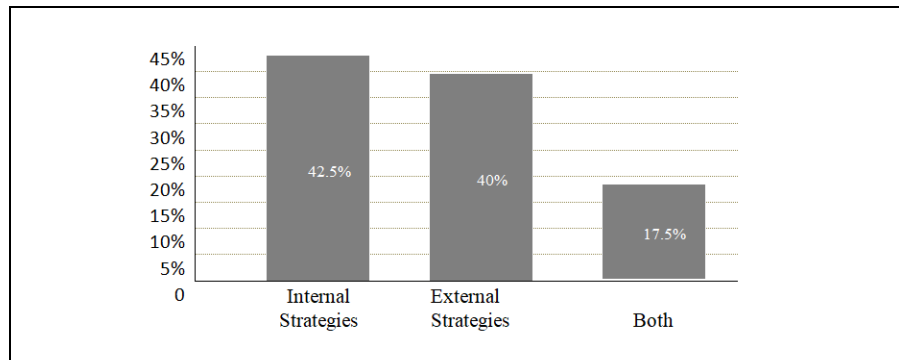 45%
40%
35%
30%
25%
20%
15%
10%
5%
0
42.5%
40%
17.5%
Internal
Strategies
External
Strategies
Both